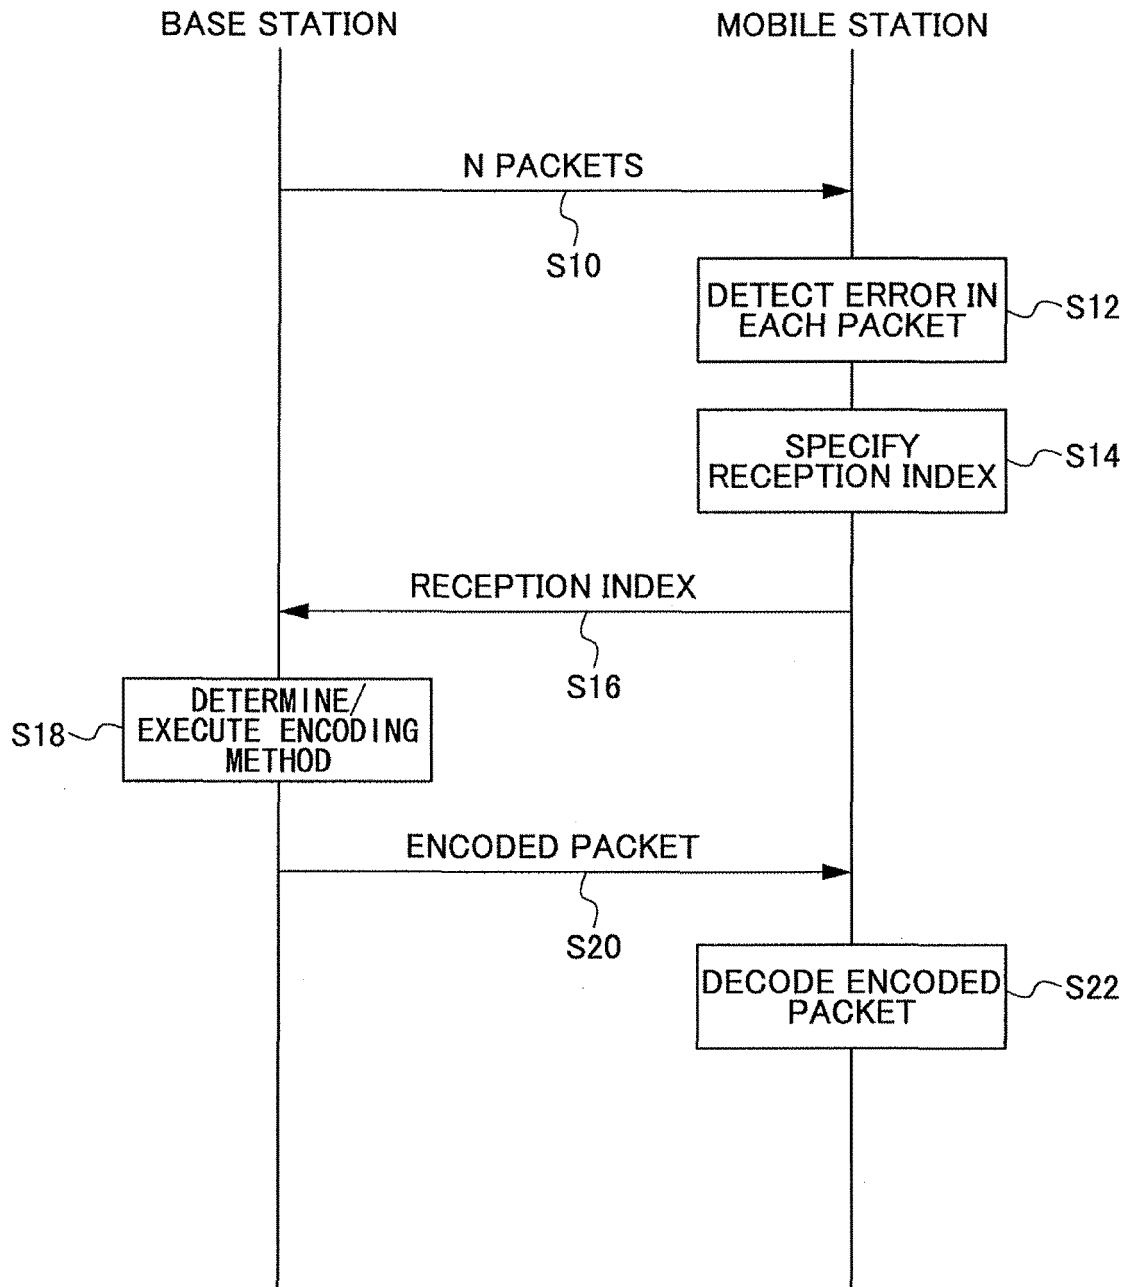 BASE STATION
MOBILE STATION
N PACKETS
S10
DETECT ERROR IN
EACH PACKET
S12
SPECIFY
RECEPTION INDEX
S14
RECEPTION INDEX
S16
DETERMINE/
EXECUTE ENCODING
METHOD
S18
ENCODED PACKET
S20
DECODE ENCODED
PACKET
S22